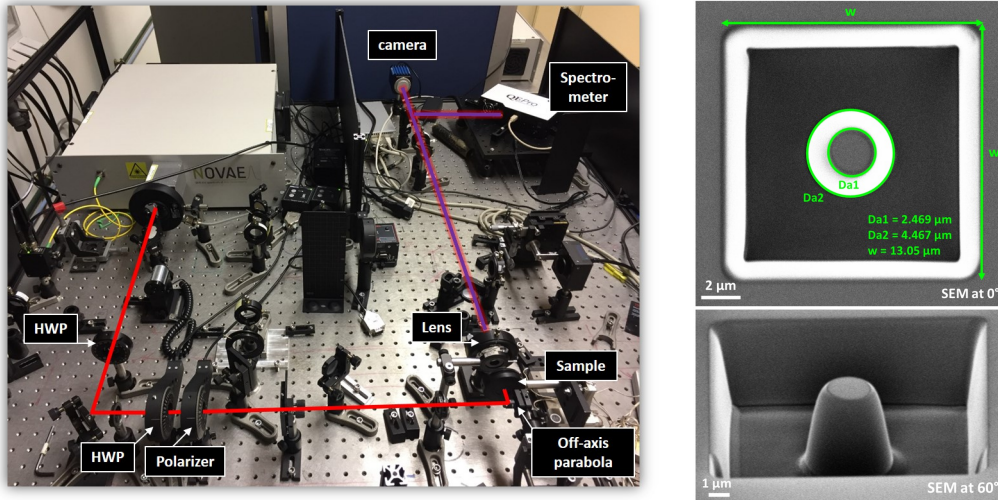 camera
Spectro-
meter
QEPro
NOVAE
HWP
Lens
Sample
HWP
Polarizer
Off-axis
parabola
w
w
Da1
Da2
Da1 = 2.469 µm
Da2 = 4.467 µm
w = 13.05 µm
2 µm
SEM at 0°
1 µm
SEM at 60°